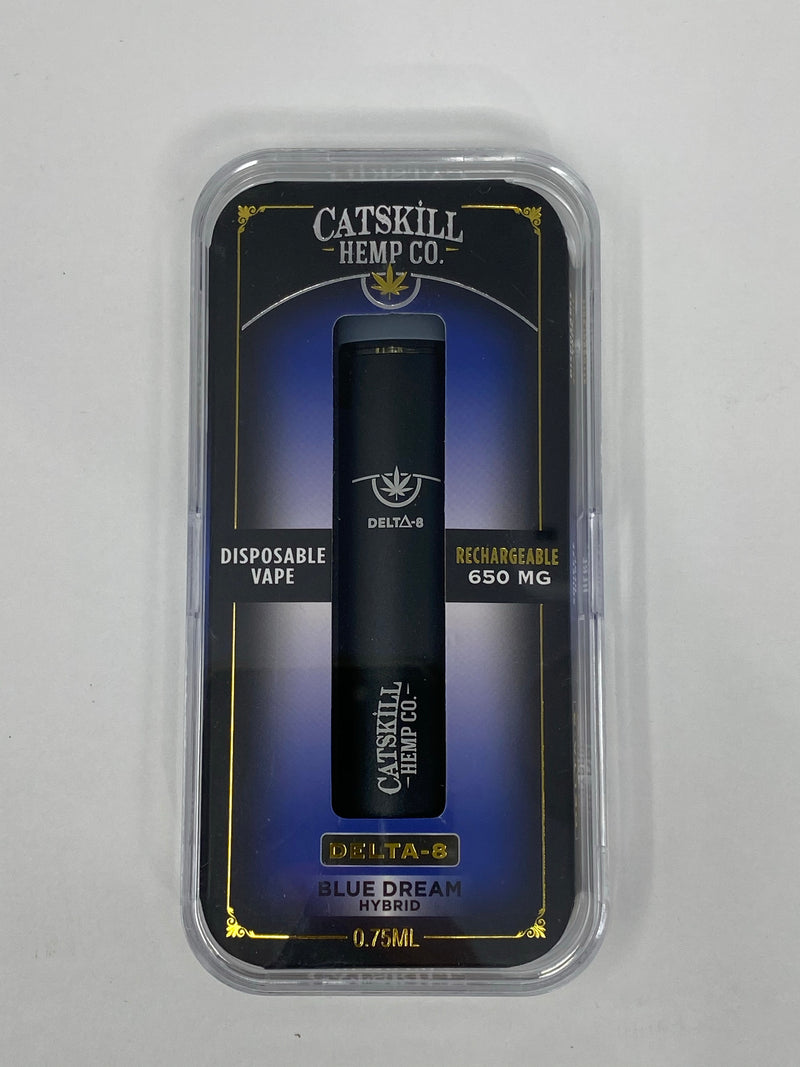 CATSKILL
HEMP CO.
DELTA-8
DISPOSABLE
VAPE
RECHARGEABLE
650 MG
CATSKILL
HEMP CO.
DELTA-8
BLUE DREAM
HYBRID
0.75ML